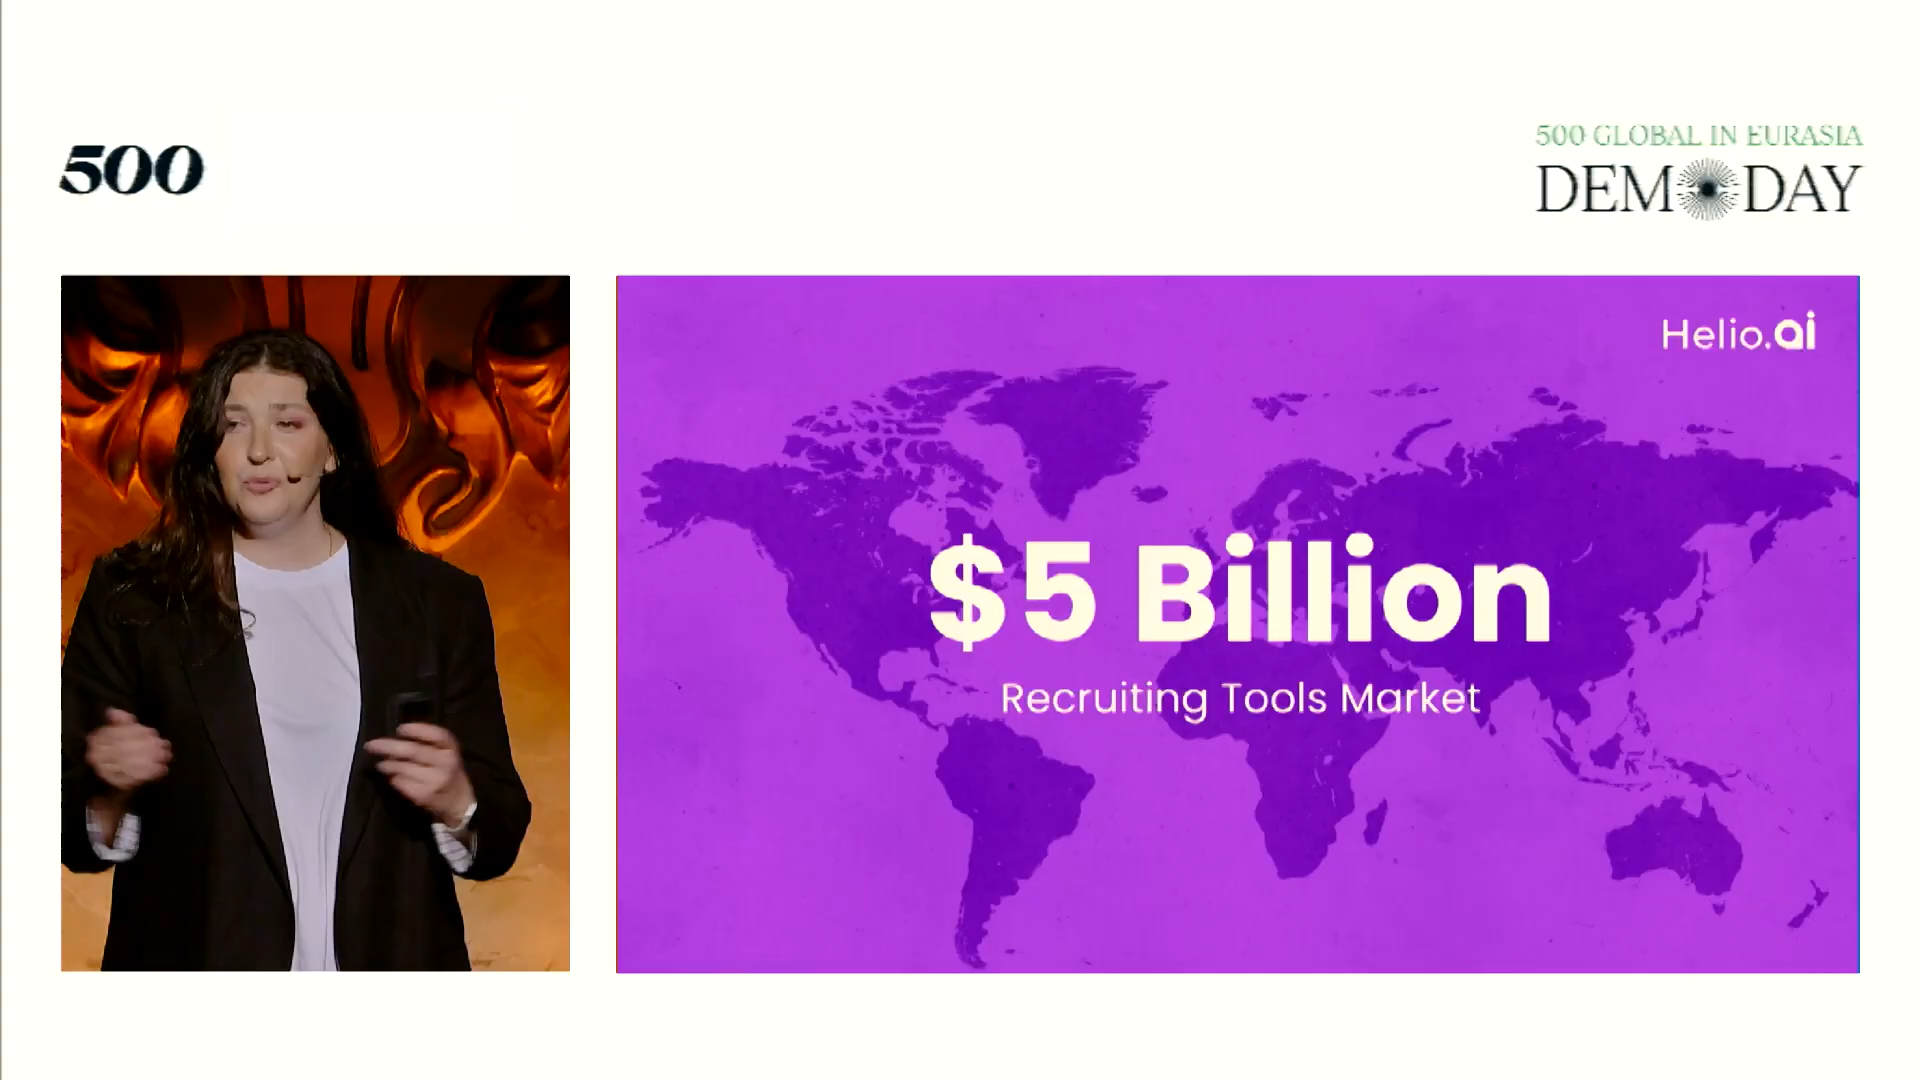 500
500 GLOBAL IN EURASIA
DEMODAY
Helio.ai
$5 Billion
Recruiting Tools Market